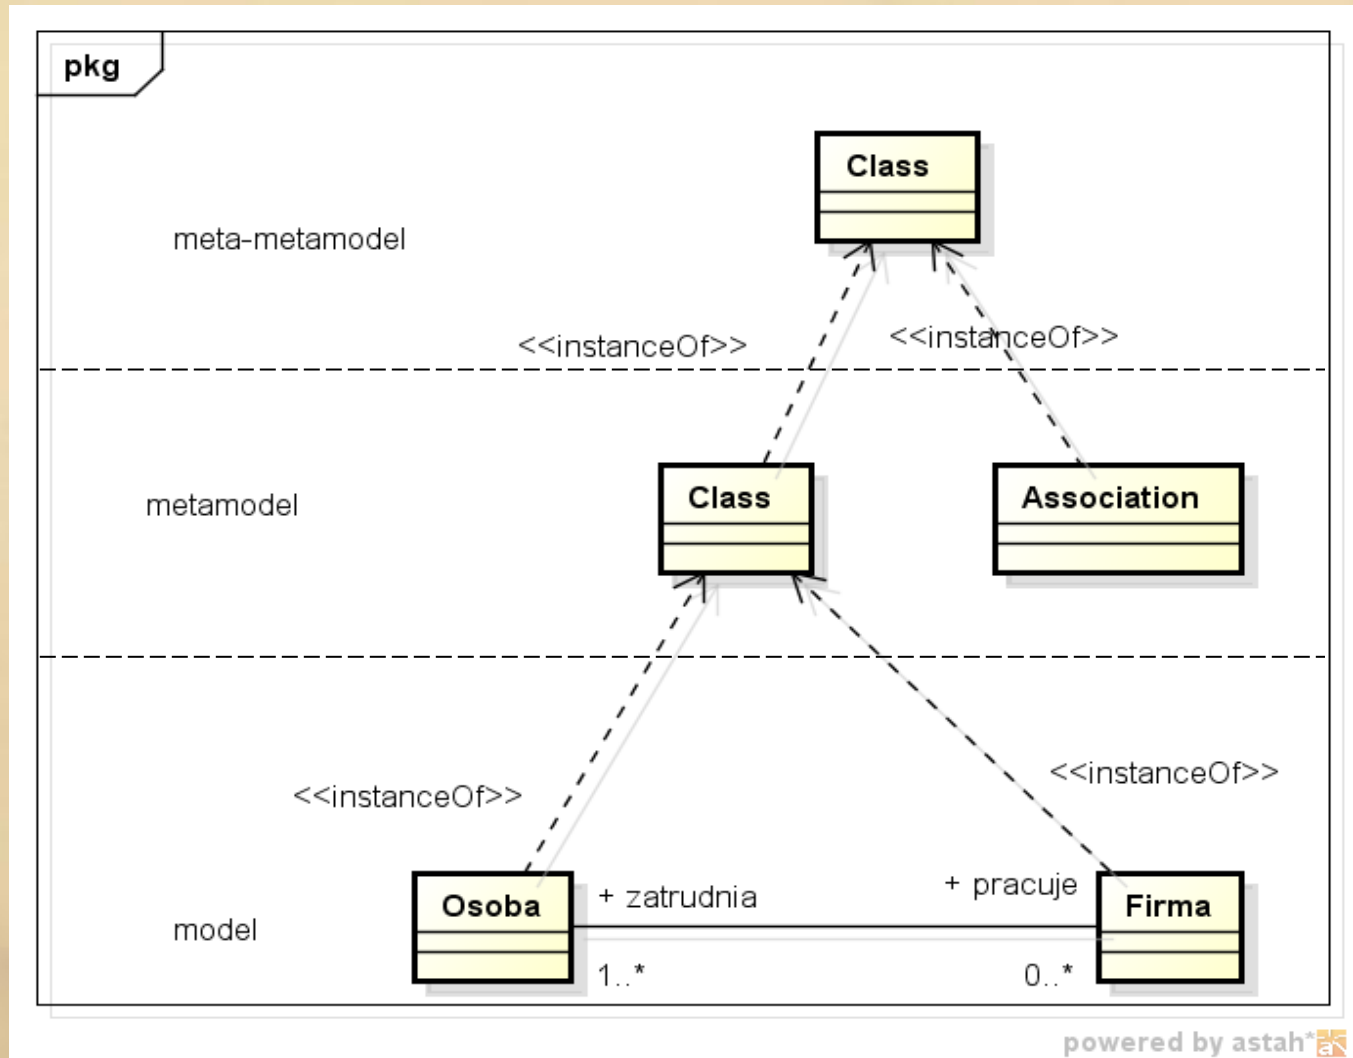 pkg
Class
meta-metamodel
<<instanceOf>>
<<instanceOf>>
metamodel
Class
Association
<<instanceOf>>
<<instanceOf>>
model
Osoba
+ zatrudnia
+ pracuje
Firma
1..*
0..*
powered by astah*